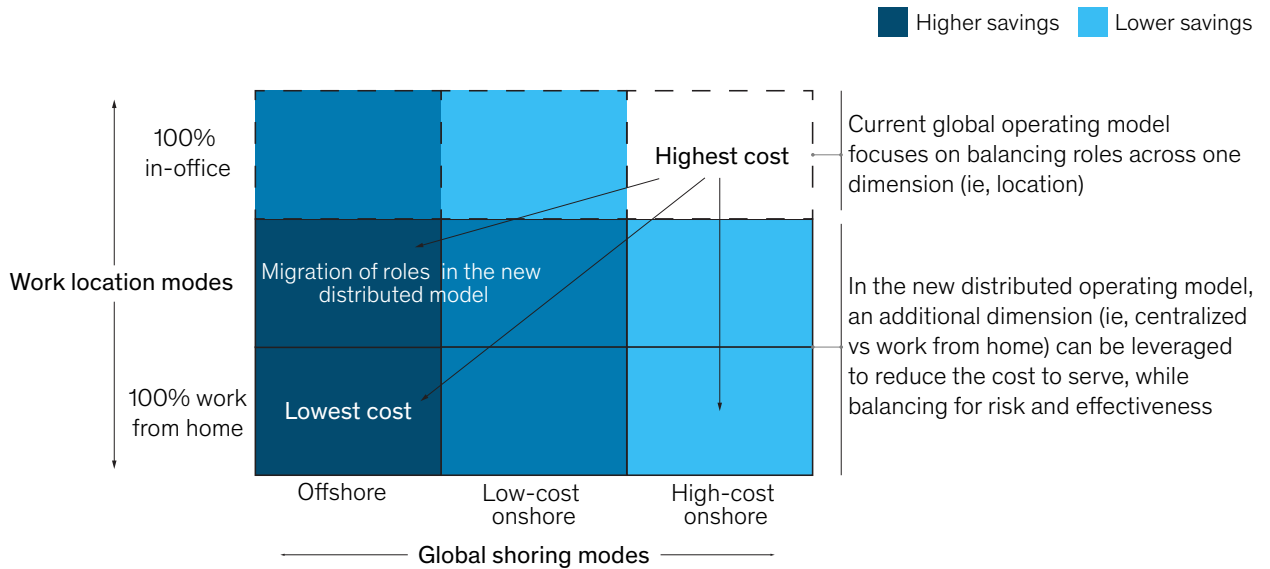 Higher savings
Lower savings
100%
in-office
Highest cost
Current global operating model
focuses on balancing roles across one
dimension (ie, location)
Work location modes
Migration of roles in the new
distributed model
In the new distributed operating model,
an additional dimension (ie, centralized
vs work from home) can be leveraged
to reduce the cost to serve, while
balancing for risk and effectiveness
100% work
from home
Lowest cost
Offshore
Low-cost
onshore
High-cost
onshore
Global shoring modes